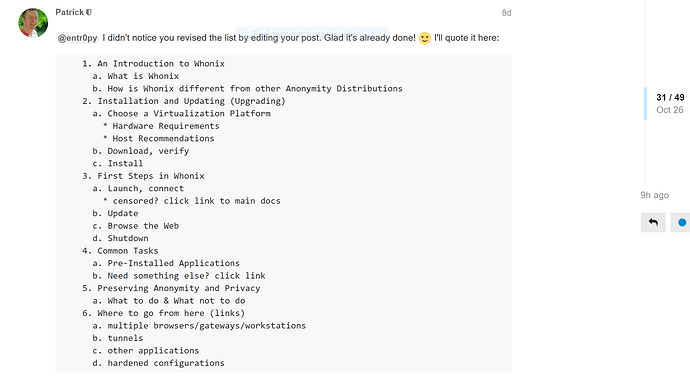 Patrick
8d
@entr0py I didn't notice you revised the list by editing your post. Glad it's already done! I'll quote it here:
1. An Introduction to Whonix
a. What is Whonix
b. How is Whonix different from other Anonymity Distributions
2. Installation and Updating (Upgrading)
a. Choose a Virtualization Platform
* Hardware Requirements
* Host Recommendations
b. Download, verify
c. Install
3. First Steps in Whonix
a. Launch, connect
* censored? click link to main docs
b. Update
c. Browse the Web
d. Shutdown
4. Common Tasks
a. Pre-Installed Applications
b. Need something else? click link
5. Preserving Anonymity and Privacy
a. What to do & What not to do
6. Where to go from here (links)
a. multiple browsers/gateways/workstations
b. tunnels
c. other applications
d. hardened configurations
31 / 49
Oct 26
9h ago